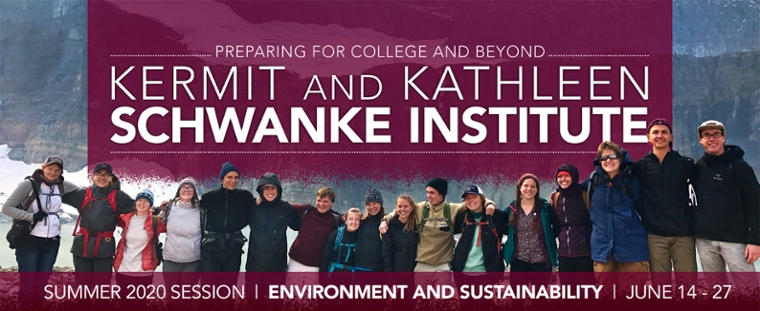 PREPARING FOR COLLEGE AND BEYOND
KERMIT AND KATHLEEN
SCHWANKE INSTITUTE
SUMMER 2020 SESSION | ENVIRONMENT AND SUSTAINABILITY | JUNE 14 - 27